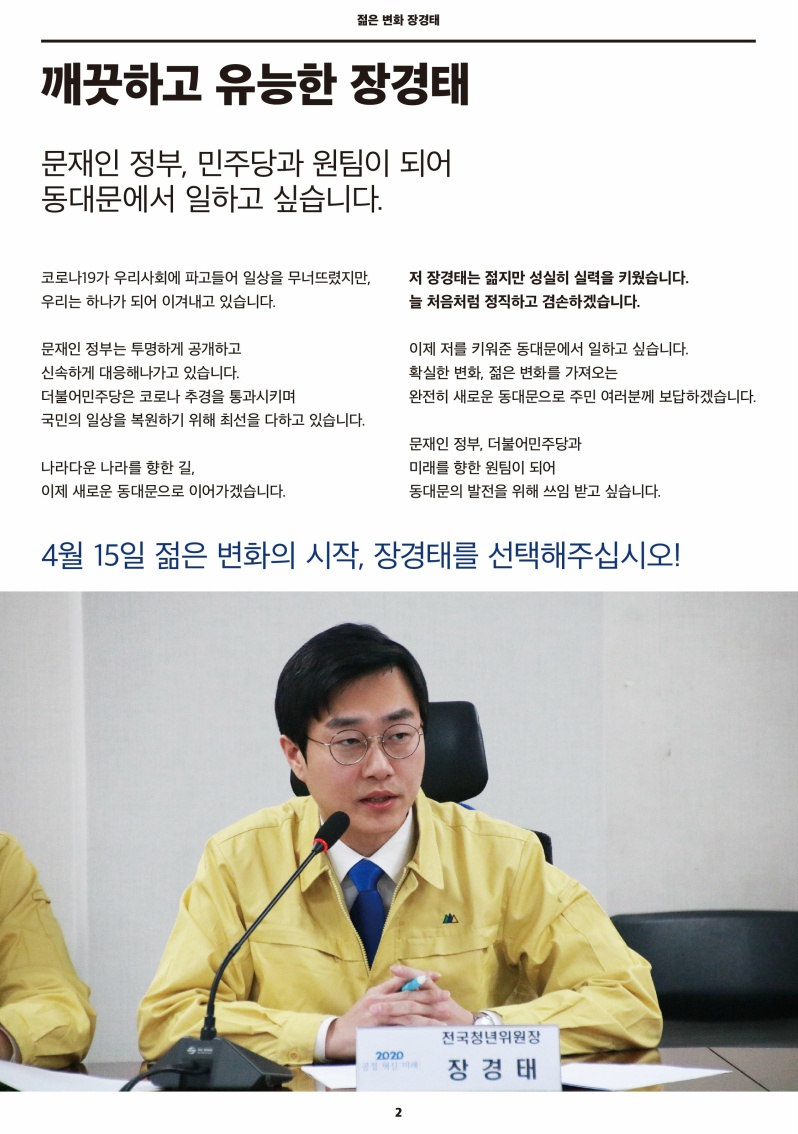 젊은 변화 장경태
깨끗하고 유능한 장경태
문재인 정부, 민주당과 원팀이 되어
동대문에서 일하고 싶습니다.
코로나19가 우리사회에 파고들어 일상을 무너뜨렸지만,
우리는 하나가 되어 이겨내고 있습니다.
문재인 정부는 투명하게 공개하고
신속하게 대응해나가고 있습니다.
더불어민주당은 코로나 추경을 통과시키며
국민의 일상을 복원하기 위해 최선을 다하고 있습니다.
나라다운 나라를 향한 길,
이제 새로운 동대문으로 이어가겠습니다.
저 장경태는 젊지만 성실히 실력을 키웠습니다.
늘 처음처럼 정직하고 겸손하겠습니다.
이제 저를 키워준 동대문에서 일하고 싶습니다.
확실한 변화, 젊은 변화를 가져오는
완전히 새로운 동대문으로 주민 여러분께 보답하겠습니다.
문재인 정부, 더불어민주당과
미래를 향한 원팀이 되어
동대문의 발전을 위해 쓰임 받고 싶습니다.
4월 15일 젊은 변화의 시작, 장경태를 선택해주십시오!
전국청년위원장
2020
공정 혁신 미래
장경태
2